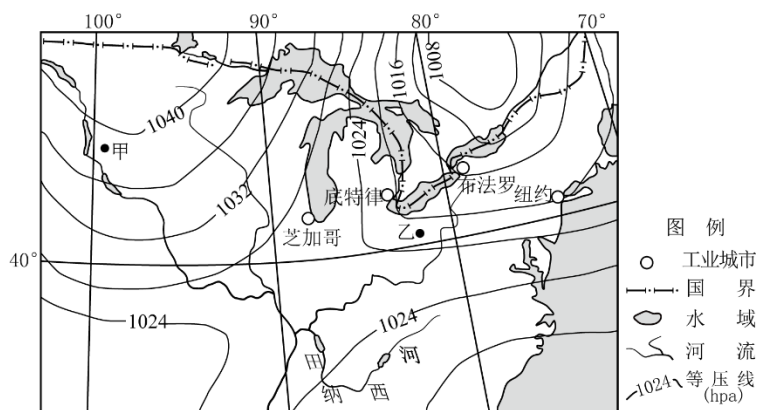 100° 90° 80° 70°
1008
1016
1040
甲
1024
1032
底特律
布法罗
纽约
芝加哥
乙
40°
1024
1024
田
纳
西
河
图 例
工业城市
国 界
水 域
河 流
1024 等压线
(hpa)